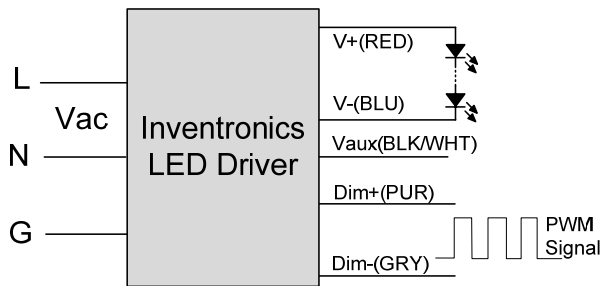 L
Vac
N
G
Inventronics
LED Driver
V+(RED)
V-(BLU)
Vaux(BLK/WHT)
Dim+(PUR)
Dim-(GRY)
PWM
Signal